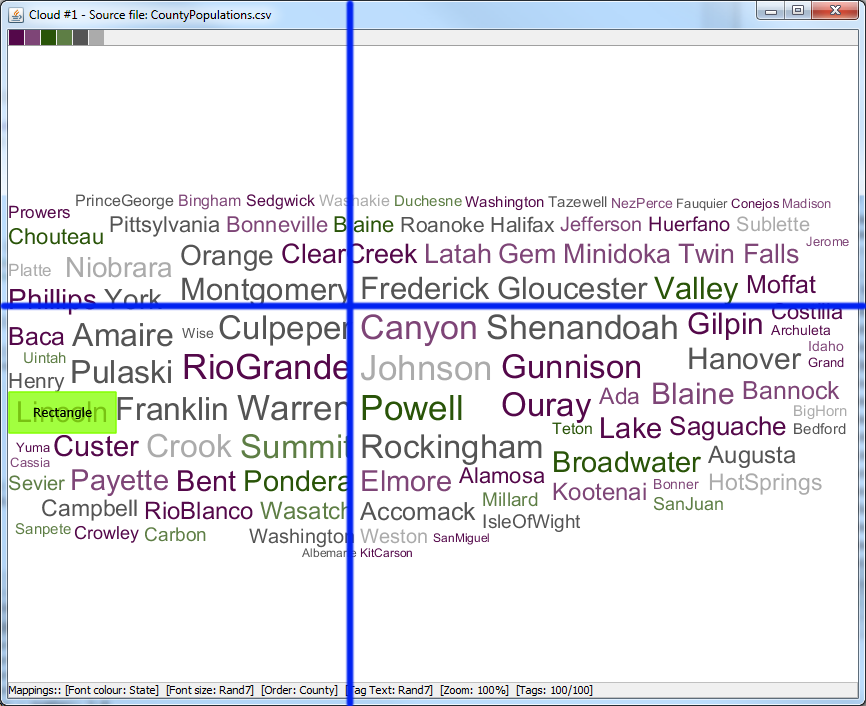 Cloud #1 - Source file: CountyPopulations.csv
PrinceGeorge Bingham Sedgwick Washakie Duchesne Washington Tazewell NezPerce Fauquier Conejos Madison
Prowers
Pittsylvania Bonneville Blaine Roanoke Halifax Jefferson Huerfano Sublette
Chouteau
Jerome
Orange ClearCreek Latah Gem Minidoka Twin Falls
Platte Niobrara
Montgomery Frederick Gloucester Valley Moffat
Phillips York
Costilla
Baca Amaire Wise Culpeper Canyon Shenandoah Gilpin Archuleta
Idaho
Uintah
Pulaski RioGrande Johnson Gunnison Hanover Grand
Henry
Ada Blaine Bannock
Lincoln Rectangle Franklin Warren Powell Ouray BigHorn
Teton Lake Saguache Bedford
Yuma Custer Crook Summit Rockingham
Cassia
Broadwater Augusta
Sevier Payette Bent Pondera Elmore Alamosa
Kootenai Bonner HotSprings
Millard SanJuan
Campbell RioBlanco Wasatch Accomack IsleOfWight
Sanpete Crowley Carbon Washington Weston SanMiguel
Albemarle KitCarson
Mappings:: [Font colour: State] [Font size: Rand7] [Order: County] [Tag Text: Rand7] [Zoom: 100%] [Tags: 100/100]